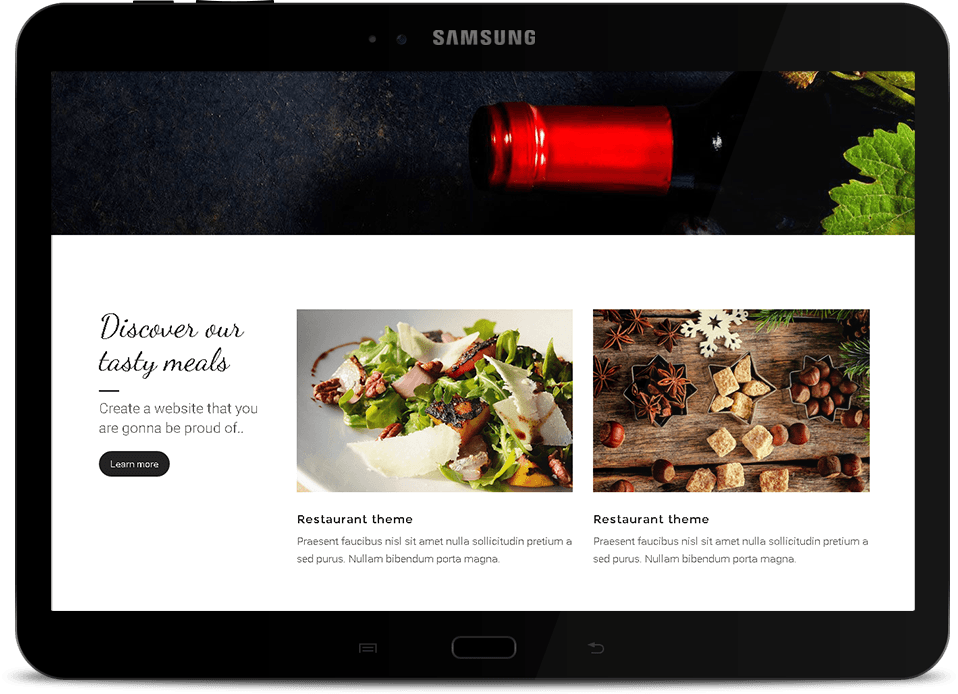 SAMSUNG
Discover our
tasty meals
Create a website that you
are gonna be proud of..
Learn more
Restaurant theme
Praesent faucibus nisl sit amet nulla sollicitudin pretium a
sed purus. Nullam bibendum porta magna.
Restaurant theme
Praesent faucibus nisl sit amet nulla sollicitudin pretium a
sed purus. Nullam bibendum porta magna.